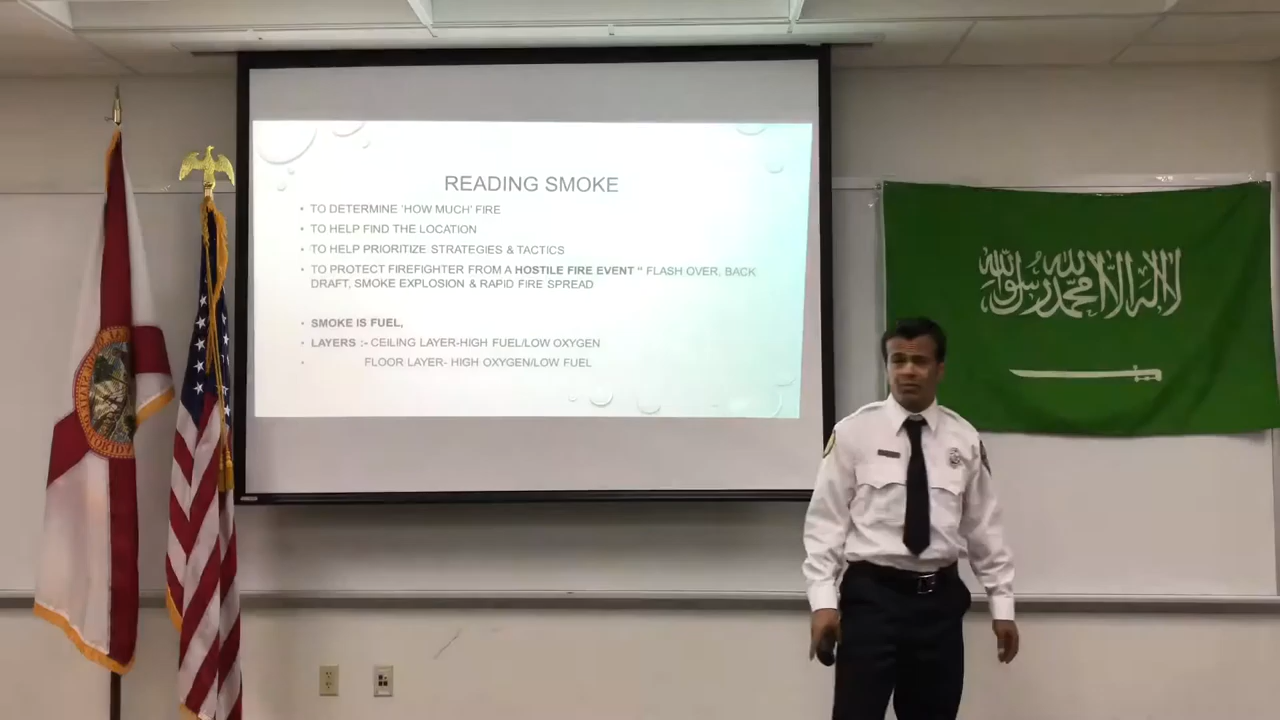 READING SMOKE
• TO DETERMINE 'HOW MUCH' FIRE
• TO HELP FIND THE LOCATION
• TO HELP PRIORITIZE STRATEGIES & TACTICS
• TO PROTECT FIREFIGHTER FROM A HOSTILE FIRE EVENT " FLASH OVER, BACK
DRAFT, SMOKE EXPLOSION & RAPID FIRE SPREAD
• SMOKE IS FUEL,
• LAYERS :- CEILING LAYER-HIGH FUEL/LOW OXYGEN
• FLOOR LAYER- HIGH OXYGEN/LOW FUEL
لا إله إلا الله محمد رسول الله